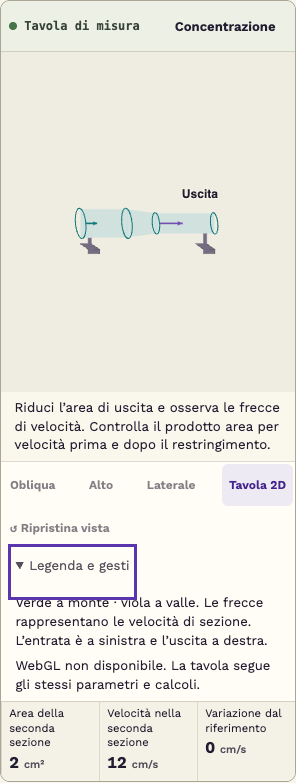 Tavola di misura
Concentrazione
Uscita
Riduci l’area di uscita e osserva le frecce
di velocità. Controlla il prodotto area per
velocità prima e dopo il restringimento.
Obliqua
Alto
Laterale
Tavola 2D
↺ Ripristina vista
▼ Legenda e gesti
Verde a monte · viola a valle. Le frecce
rappresentano le velocità di sezione.
L’entrata è a sinistra e l’uscita a destra.
WebGL non disponibile. La tavola segue
gli stessi parametri e calcoli.
Area della
seconda
sezione
2 cm²
Velocità nella
seconda
sezione
12 cm/s
Variazione dal
riferimento
0 cm/s